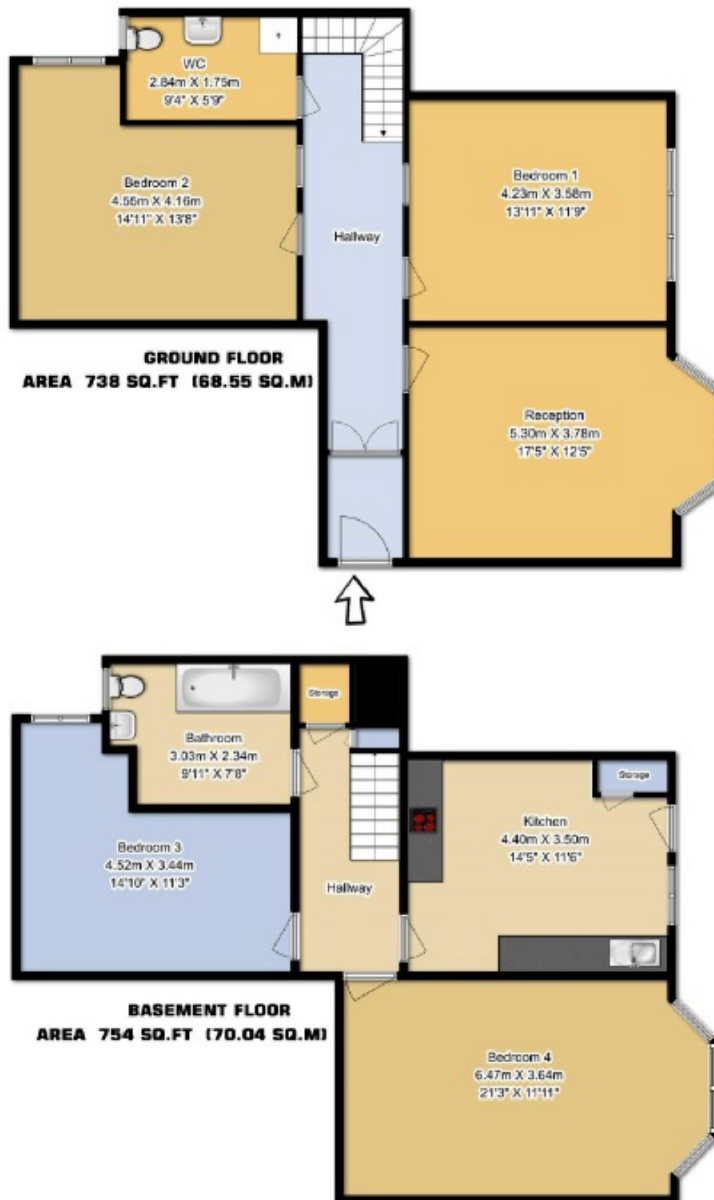 WC
2.84m X 1.75m
9'4" X 5'9"
Bedroom 2
4.55m X 4.16m
14'11" X 13'8"
Hallway
Bedroom 1
4.23m X 3.58m
13'11" X 11'9"
GROUND FLOOR
AREA 738 SQ.FT (68.55 SQ.M)
Reception
5.30m X 3.78m
17'5" X 12'5"
Storage
Bathroom
3.03m X 2.34m
9'11" X 7'8"
Storage
Kitchen
4.40m X 3.50m
14'5" X 11'6"
Bedroom 3
4.52m X 3.44m
14'10" X 11'3"
Hallway
BASEMENT FLOOR
AREA 754 SQ.FT (70.04 SQ.M)
Bedroom 4
6.47m X 3.64m
21'3" X 11'11"